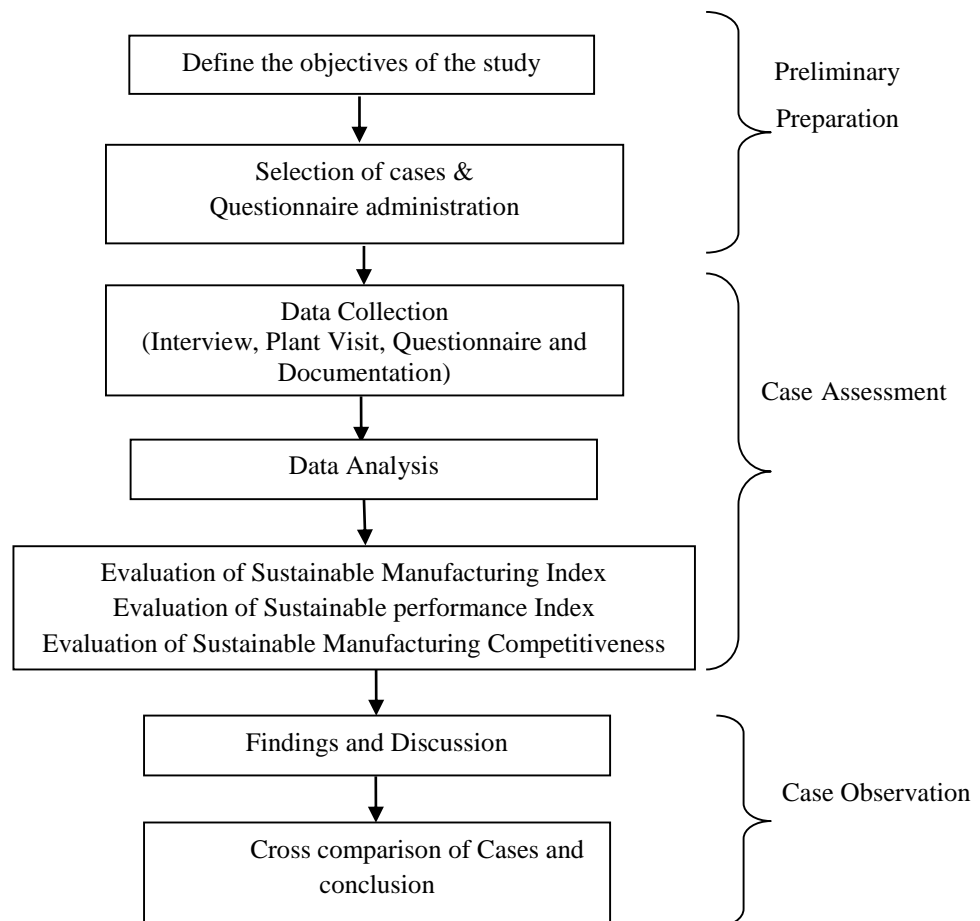 Define the objectives of the study
Preliminary
Preparation
Selection of cases &
Questionnaire administration
Data Collection
(Interview, Plant Visit, Questionnaire and
Documentation)
Case Assessment
Data Analysis
Evaluation of Sustainable Manufacturing Index
Evaluation of Sustainable performance Index
Evaluation of Sustainable Manufacturing Competitiveness
Findings and Discussion
Case Observation
Cross comparison of Cases and
conclusion